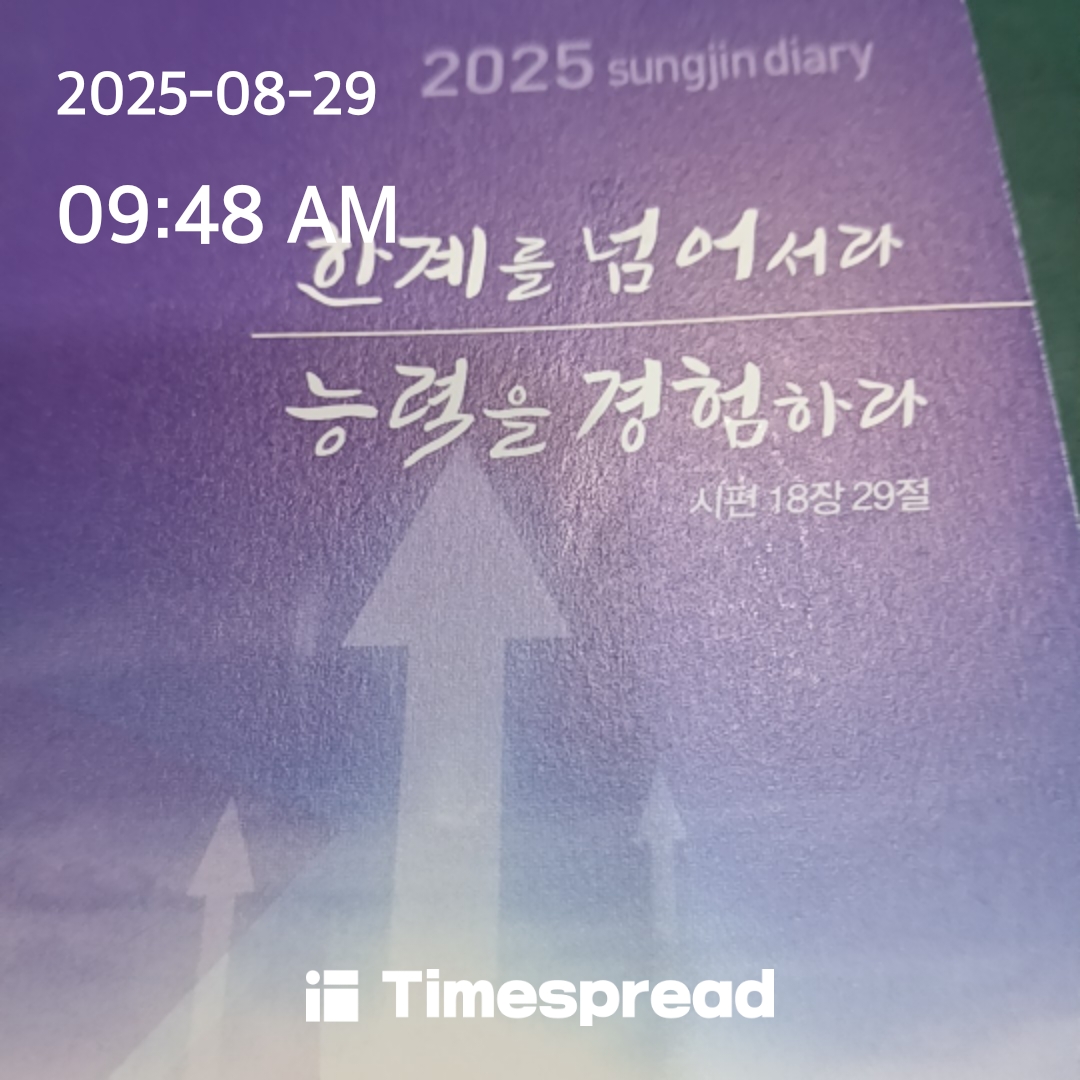 2025-08-29
2025 sungjin diary
09:48 AM
한계를 넘어서라
능력을 경험하라
시편 18장 29절
Timespread